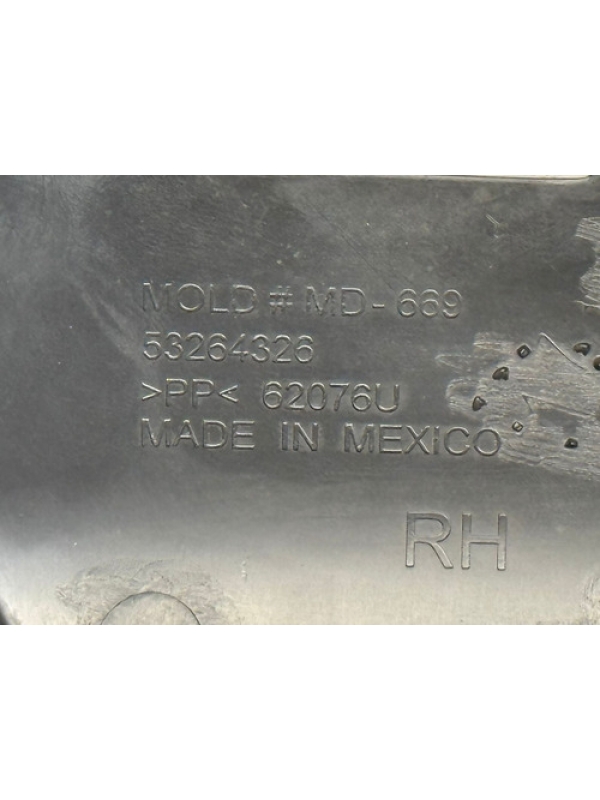 MOLD # MD-669
53264326
>PP< 62076U
MADE IN MEXICO
RH